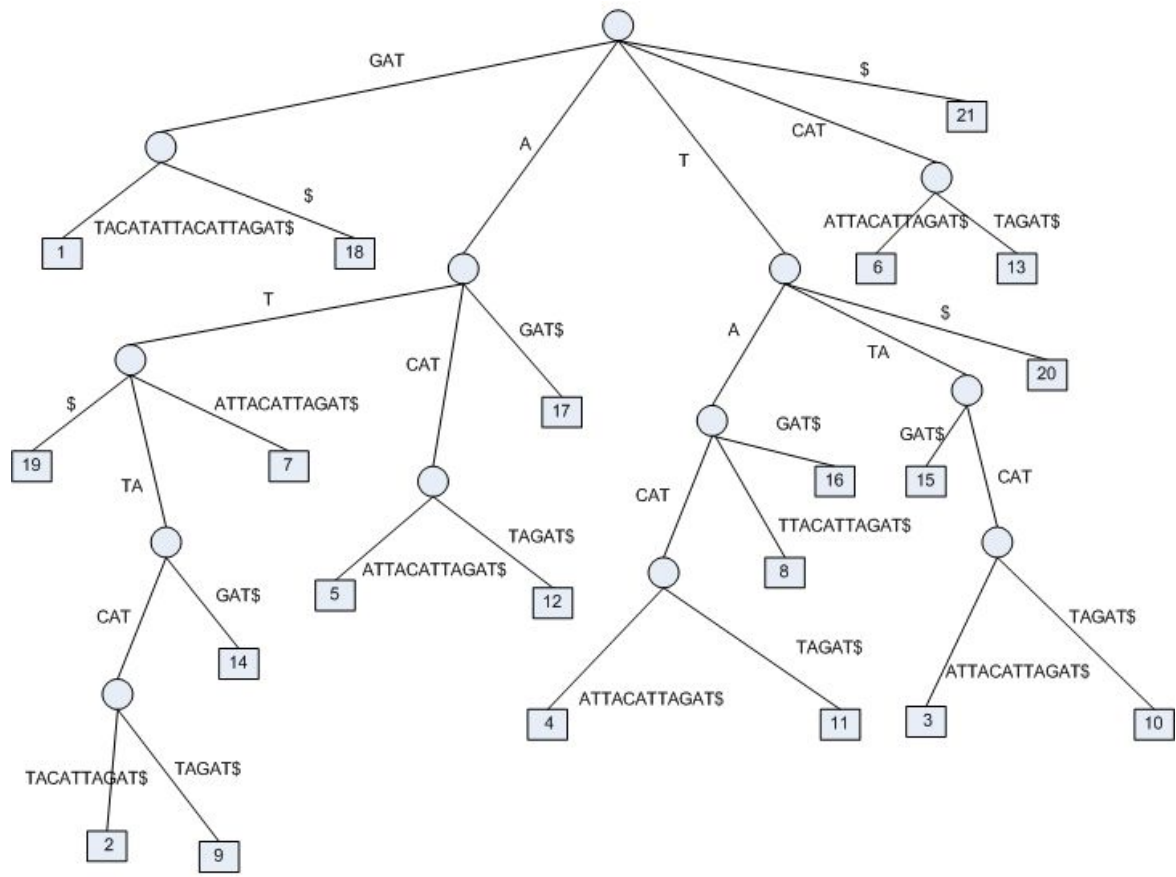 GAT
$
21
CAT
A
T
$
TACATATTACATTAGAT$
1
18
ATTACATTAGAT$
TAGAT$
6
13
T
GAT$
$
A
TA
CAT
20
17
$
ATTACATTAGAT$
19
7
GAT$
GAT$
16
15
CAT
TA
CAT
TTACATTAGAT$
TAGAT$
ATTACATTAGAT$
8
5
12
GAT$
CAT
14
TAGAT$
TAGAT$
ATTACATTAGAT$
ATTACATTAGAT$
4
11
3
10
TACATTAGAT$
TAGAT$
2
9